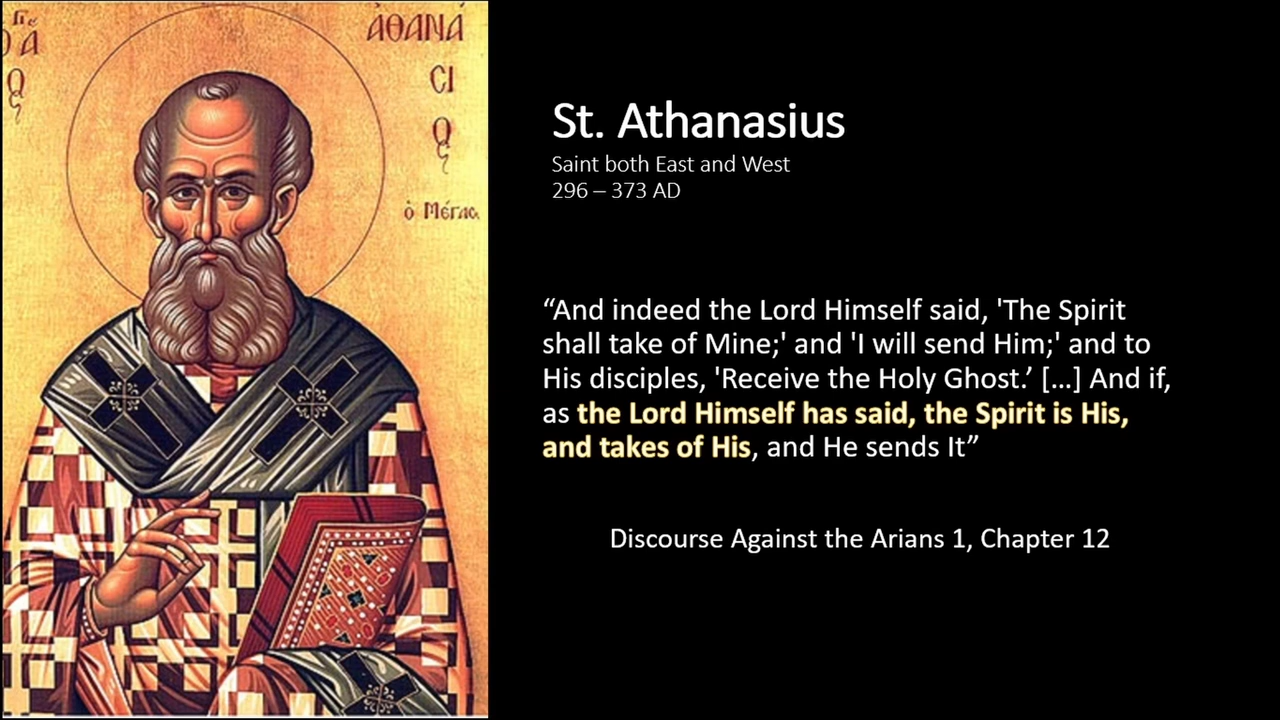 ΑΘΑΝΑ
CΙ
Ο
ς
ὁ Μέγας
St. Athanasius
Saint both East and West
296 – 373 AD
“And indeed the Lord Himself said, 'The Spirit
shall take of Mine;' and 'I will send Him;' and to
His disciples, 'Receive the Holy Ghost.’ […] And if,
as the Lord Himself has said, the Spirit is His,
and takes of His, and He sends It”
Discourse Against the Arians 1, Chapter 12